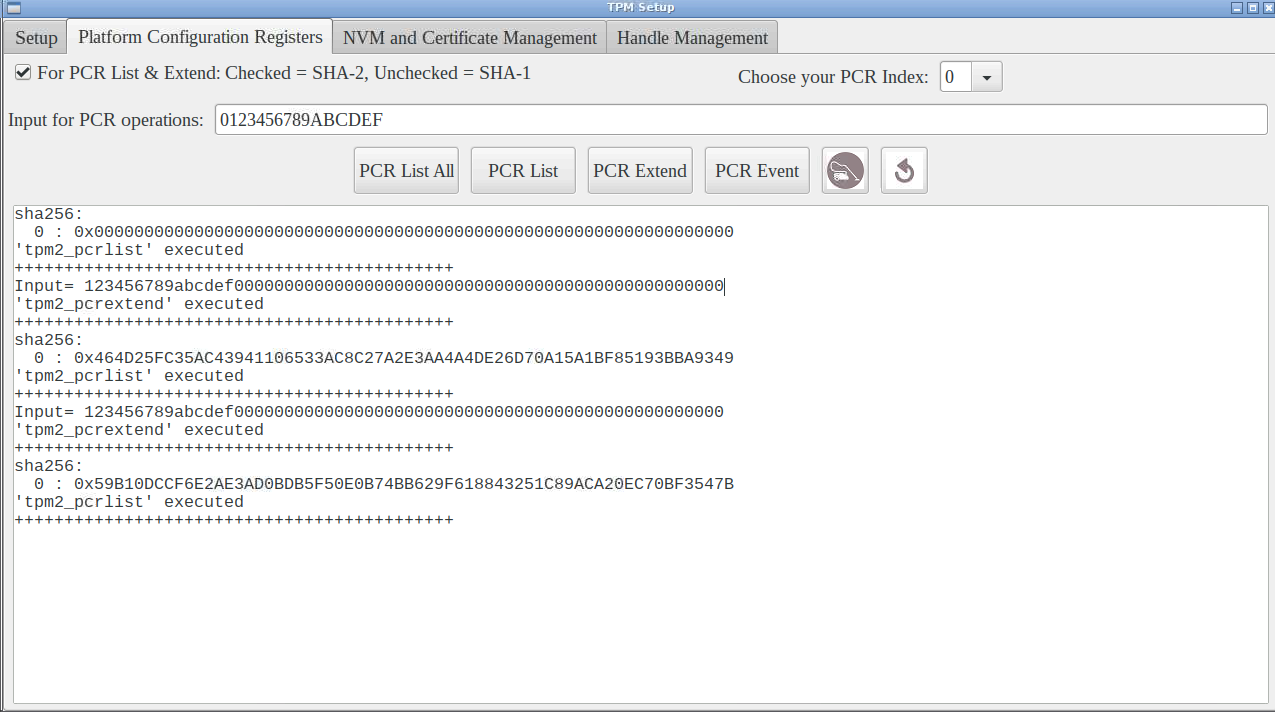 TPM Setup
Setup Platform Configuration Registers NVM and Certificate Management Handle Management
For PCR List & Extend: Checked = SHA-2, Unchecked = SHA-1 Choose your PCR Index: 0
Input for PCR operations: 0123456789ABCDEF
PCR List All PCR List PCR Extend PCR Event
sha256:
  0 : 0x0000000000000000000000000000000000000000000000000000000000000000
'tpm2_pcrlist' executed
++++++++++++++++++++++++++++++++++++++++++++
Input= 123456789abcdef0000000000000000000000000000000000000000000000000
'tpm2_pcrextend' executed
++++++++++++++++++++++++++++++++++++++++++++
sha256:
  0 : 0x464D25FC35AC43941106533AC8C27A2E3AA4A4DE26D70A15A1BF85193BBA9349
'tpm2_pcrlist' executed
++++++++++++++++++++++++++++++++++++++++++++
Input= 123456789abcdef0000000000000000000000000000000000000000000000000
'tpm2_pcrextend' executed
++++++++++++++++++++++++++++++++++++++++++++
sha256:
  0 : 0x59B10DCCF6E2AE3AD0BDB5F50E0B74BB629F618843251C89ACA20EC70BF3547B
'tpm2_pcrlist' executed
++++++++++++++++++++++++++++++++++++++++++++